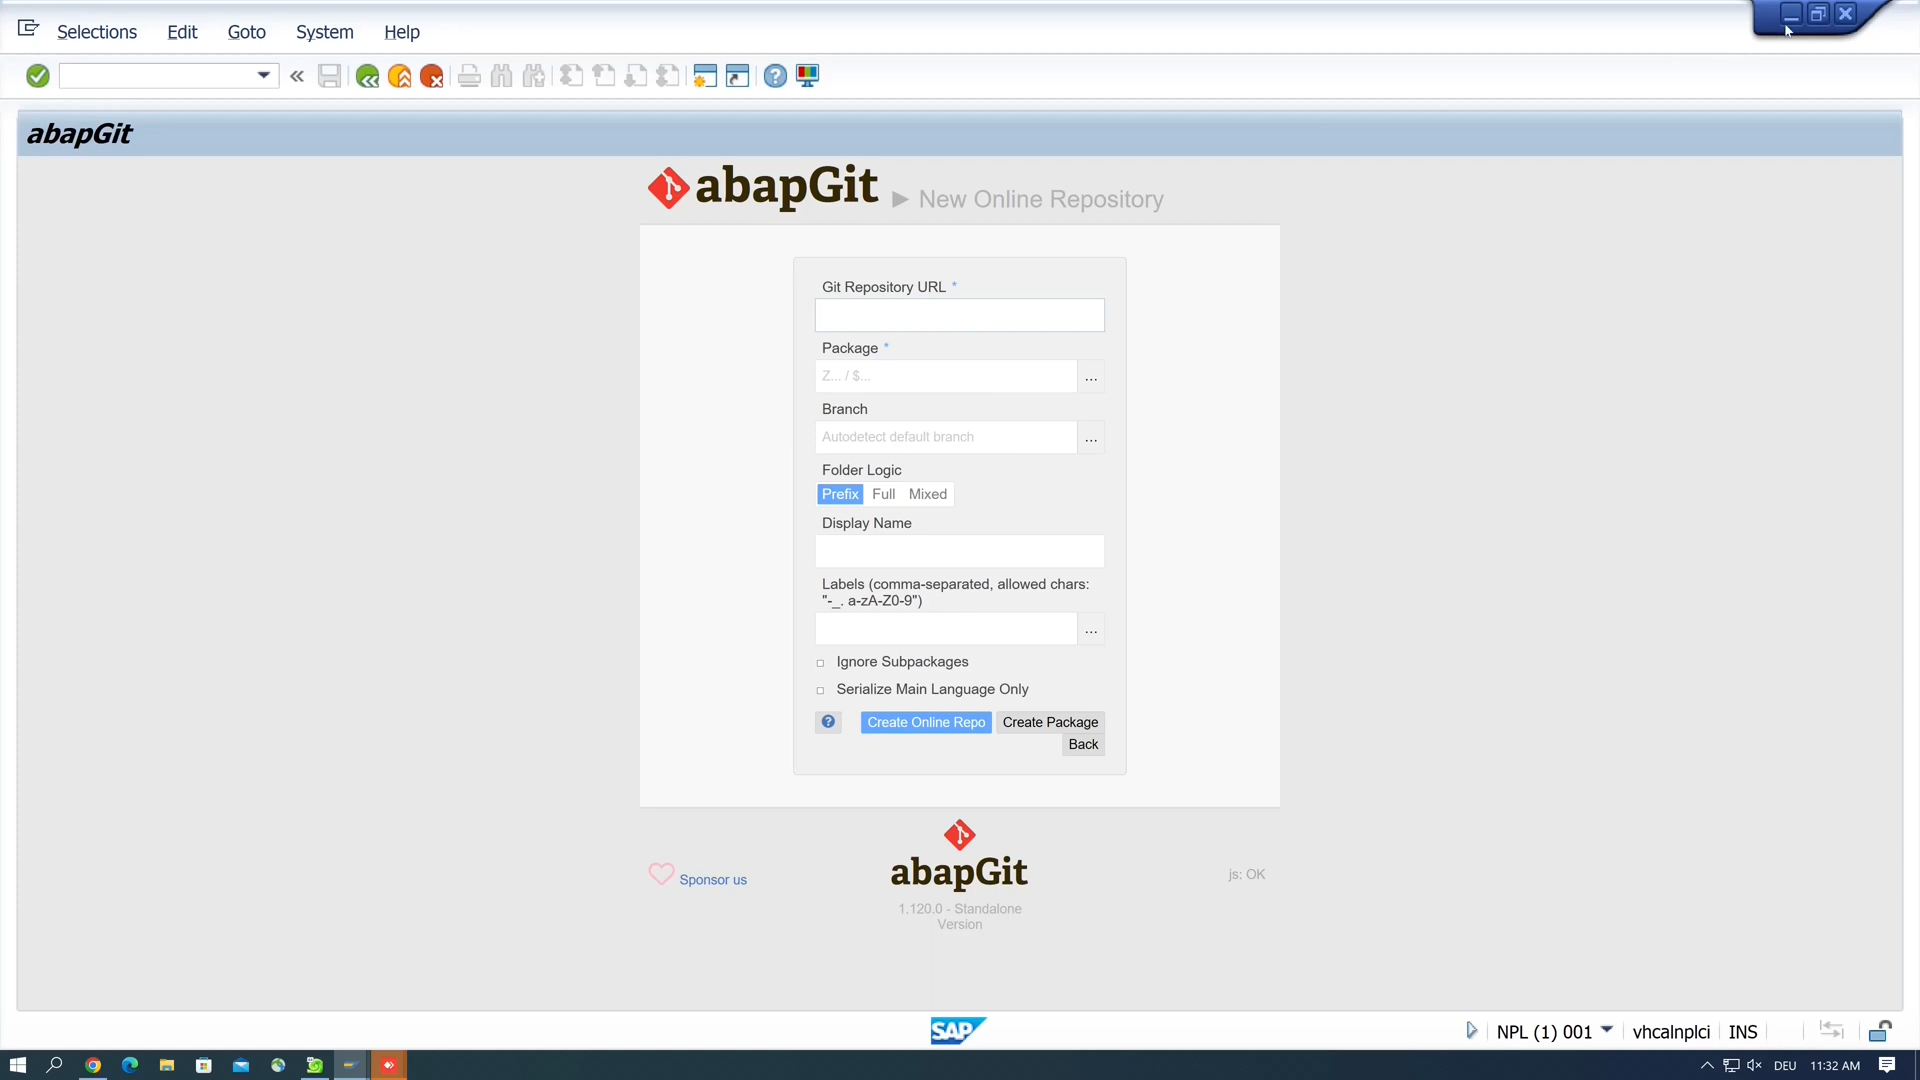 Selections Edit Goto System Help
abapGit
abapGit ► New Online Repository
Git Repository URL *
Package *
Z... / $...
...
Branch
Autodetect default branch
...
Folder Logic
Prefix Full Mixed
Display Name
Labels (comma-separated, allowed chars:
"-_. a-zA-Z0-9")
...
Ignore Subpackages
Serialize Main Language Only
Create Online Repo Create Package
Back
abapGit
Sponsor us
js: OK
1.120.0 - Standalone
Version
SAP
NPL (1) 001 vhcalnplci INS
DEU 11:32 AM